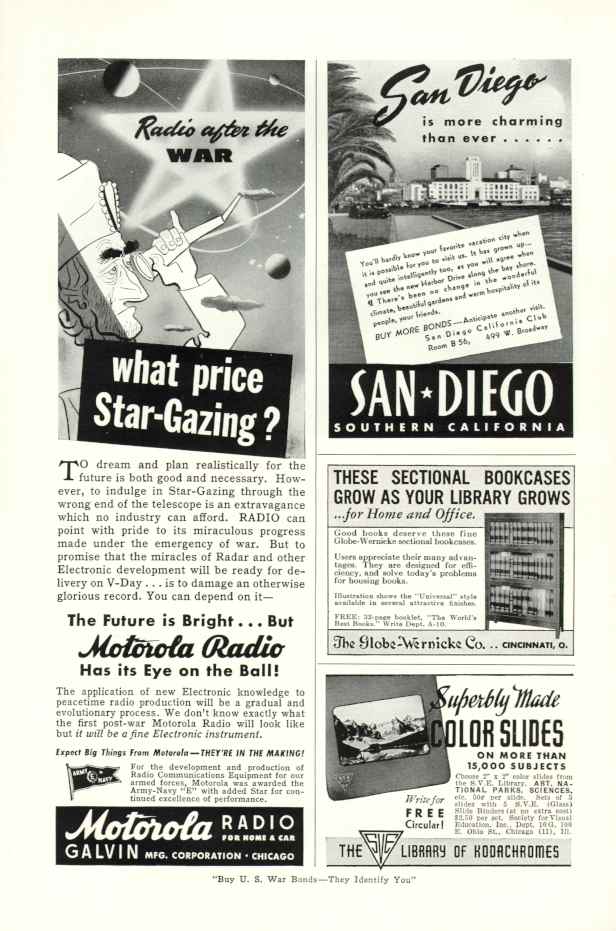 Radio after the
WAR
what price
Star-Gazing?
TO dream and plan realistically for the
future is both good and necessary. How-
ever, to indulge in Star-Gazing through the
wrong end of the telescope is an extravagance
which no industry can afford. RADIO can
point with pride to its miraculous progress
made under the emergency of war. But to
promise that the miracles of Radar and other
Electronic development will be ready for de-
livery on V-Day . . . is to damage an otherwise
glorious record. You can depend on it—
The Future is Bright . . . But
Motorola Radio
Has its Eye on the Ball!
The application of new Electronic knowledge to
peacetime radio production will be a gradual and
evolutionary process. We don't know exactly what
the first post-war Motorola Radio will look like
but it will be a fine Electronic instrument.
Expect Big Things From Motorola—THEY'RE IN THE MAKING!
ARMY E NAVY
For the development and production of
Radio Communications Equipment for our
armed forces, Motorola was awarded the
Army-Navy "E" with added Star for con-
tinued excellence of performance.
Motorola RADIO
FOR HOME & CAR
GALVIN MFG. CORPORATION · CHICAGO
San Diego
is more charming
than ever . . . . . .
You'll hardly know your favorite vacation city when
it is possible for you to visit us. It has grown up...
and quite intelligently too, as you will agree when
you see the new Harbor Drive along the bay shore.
¶ There's been no change in the wonderful
climate, beautiful gardens and warm hospitality of its
people, your friends.
BUY MORE BONDS—Anticipate another visit.
San Diego California Club
Room B 56, 499 W. Broadway
SAN★DIEGO
SOUTHERN CALIFORNIA
THESE SECTIONAL BOOKCASES
GROW AS YOUR LIBRARY GROWS
...for Home and Office.
Good books deserve these fine
Globe-Wernicke sectional bookcases.
Users appreciate their many advan-
tages. They are designed for effi-
ciency, and solve today's problems
for housing books.
Illustration shows the "Universal" style
available in several attractive finishes.
FREE: 32-page booklet, "The World's
Best Books." Write Dept. A-10.
The Globe-Wernicke Co. . . CINCINNATI, O.
Superbly Made
COLOR SLIDES
ON MORE THAN
15,000 SUBJECTS
Choose 2" x 2" color slides from
the S.V.E. Library. ART, NA-
TIONAL PARKS, SCIENCES,
etc. 50¢ per slide. Sets of 5
slides with 5 S.V.E. (Glass)
Slide Binders (at no extra cost)
$2.50 per set. Society for Visual
Education, Inc., Dept. 10G, 100
E. Ohio St., Chicago (11), Ill.
Write for
FREE
Circular!
THE SVE LIBRARY OF KODACHROMES
"Buy U. S. War Bonds—They Identify You"